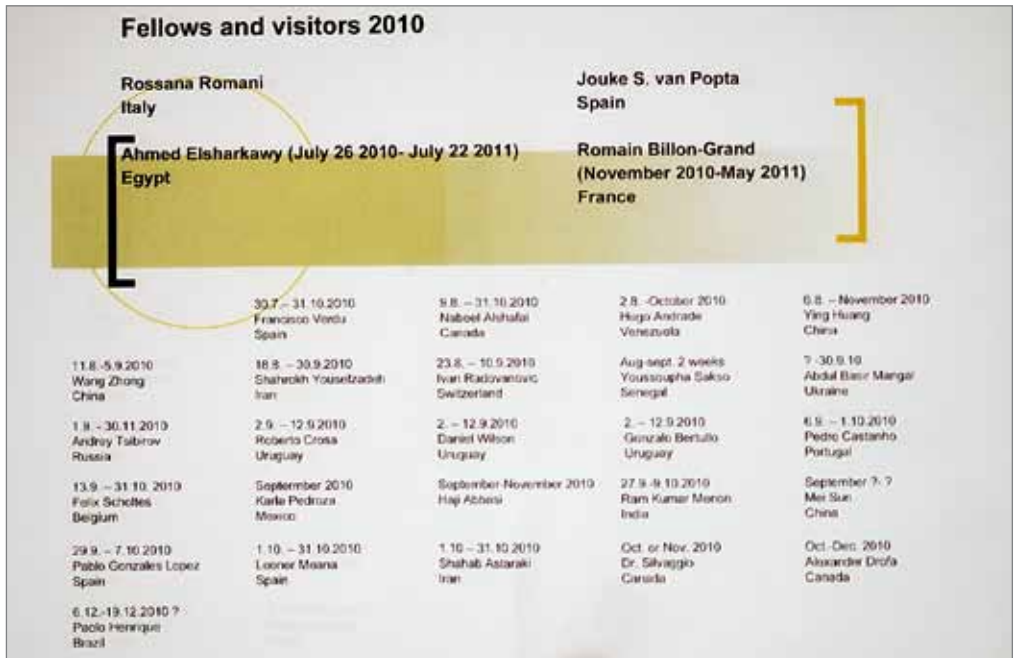 Fellows and visitors 2010
Rossana Romani
Italy
Jouke S. van Popta
Spain
Ahmed Elsharkawy (July 26 2010- July 22 2011)
Egypt
Romain Billon-Grand
(November 2010-May 2011)
France
30.7.– 31.10.2010
Francisco Verdu
Spain
9.8. – 31.10.2010
Nabeel Alshafai
Canada
2.8. -October 2010
Hugo Andrade
Venezuela
6.8. – November 2010
Ying Huang
China
11.8.-5.9.2010
Wang Zhong
China
18.8. – 30.9.2010
Shahrokh Yousefzadeh
Iran
23.8. – 10.9.2010
Ivan Radovanovic
Switzerland
Aug-sept. 2 weeks
Youssoupha Sakso
Senegal
? -30.9.10
Abdul Basir Mangal
Ukraine
1.9. - 30.11.2010
Andrey Tsibirov
Russia
2.9. – 12.9.2010
Roberto Crosa
Uruguay
2. – 12.9.2010
Daniel Wilson
Uruguay
2. – 12.9.2010
Gonzalo Bertullo
Uruguay
6.9. – 1.10.2010
Pedro Castanho
Portugal
13.9. – 31.10. 2010
Felix Scholtes
Belgium
September 2010
Karla Pedroza
Mexico
September-November 2010
Haji Abbasi
27.9.-9.10.2010
Ram Kumar Menon
India
September ?- ?
Mei Sun
China
29.9. – 7.10.2010
Pablo Gonzales Lopez
Spain
1.10. – 31.10.2010
Leonor Meana
Spain
1.10 – 31.10.2010
Shahab Astaraki
Iran
Oct. or Nov. 2010
Dr. Silvaggio
Canada
Oct.-Dec. 2010
Alexander Drofa
Canada
6.12.-19.12.2010 ?
Paolo Henrique
Brazil